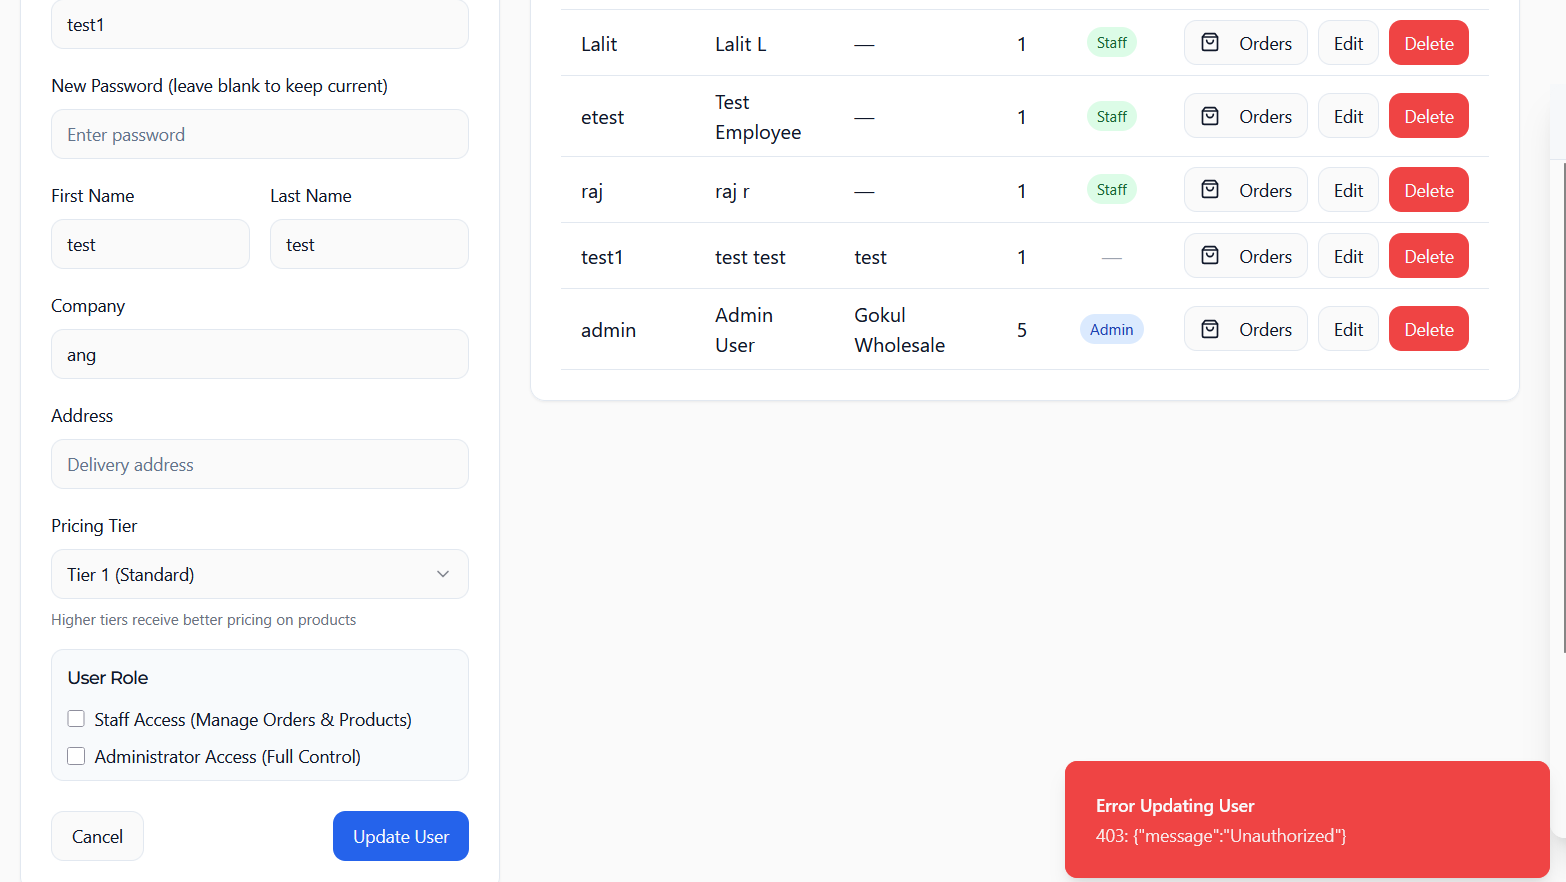 test1
New Password (leave blank to keep current)
Enter password
First Name Last Name
test test
Company
ang
Address
Delivery address
Pricing Tier
Tier 1 (Standard)
Higher tiers receive better pricing on products
User Role
Staff Access (Manage Orders & Products)
Administrator Access (Full Control)
Cancel Update User
Lalit Lalit L — 1 Staff Orders Edit Delete
etest Test Employee — 1 Staff Orders Edit Delete
raj raj r — 1 Staff Orders Edit Delete
test1 test test test 1 — Orders Edit Delete
admin Admin User Gokul Wholesale 5 Admin Orders Edit Delete
Error Updating User
403: {"message":"Unauthorized"}